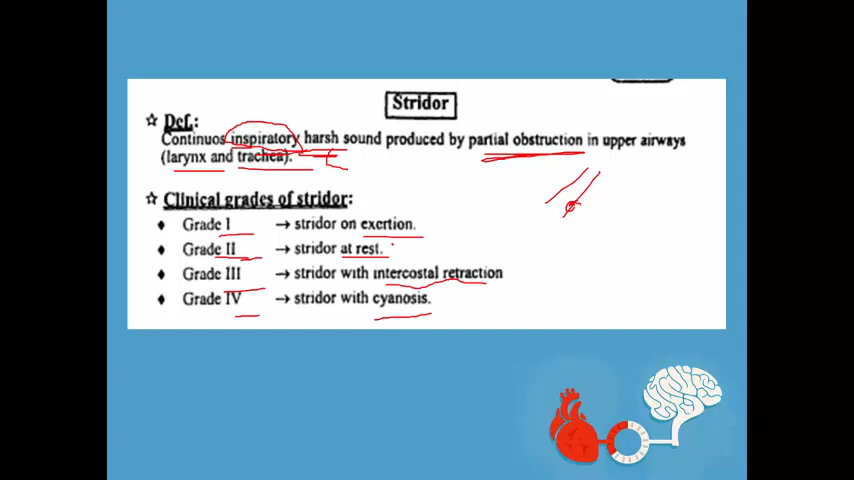 Stridor
☆ Def.:
Continuos inspiratory harsh sound produced by partial obstruction in upper airways
(larynx and trachea).
☆ Clinical grades of stridor:
♦ Grade I → stridor on exertion.
♦ Grade II → stridor at rest.
♦ Grade III → stridor with intercostal retraction
♦ Grade IV → stridor with cyanosis.